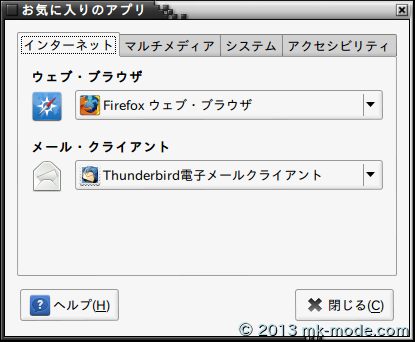 お気に入りのアプリ
インターネット マルチメディア システム アクセシビリティ
ウェブ・ブラウザ
Firefox ウェブ・ブラウザ
メール・クライアント
Thunderbird電子メールクライアント
ヘルプ(H) 閉じる(C)
© 2013 mk-mode.com